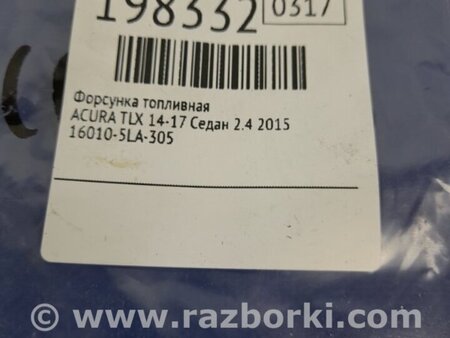 198332
0317
Форсунка топливная
ACURA TLX 14-17 Седан 2.4 2015
16010-5LA-305
© www.razborki.com